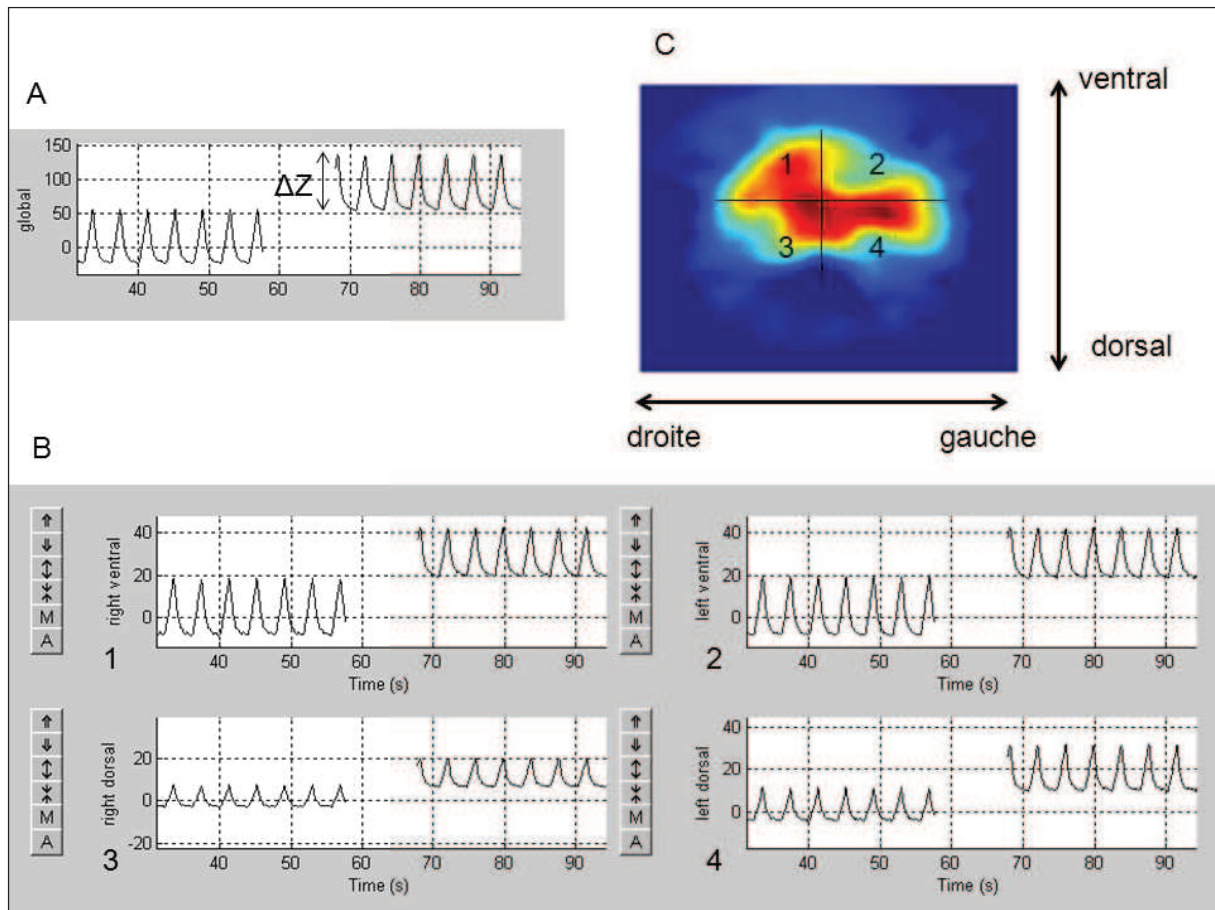 A
global
150
100
50
0
ΔZ
40 50 60 70 80 90
C
1 2
3 4
ventral
dorsal
droite gauche
B
M
A
1
right ventral
40
20
0
40 50 60 70 80 90
Time (s)
M
A
2
left ventral
40
20
0
40 50 60 70 80 90
Time (s)
M
A
3
right dorsal
20
0
-20
40 50 60 70 80 90
Time (s)
M
A
4
left dorsal
40
20
0
40 50 60 70 80 90
Time (s)